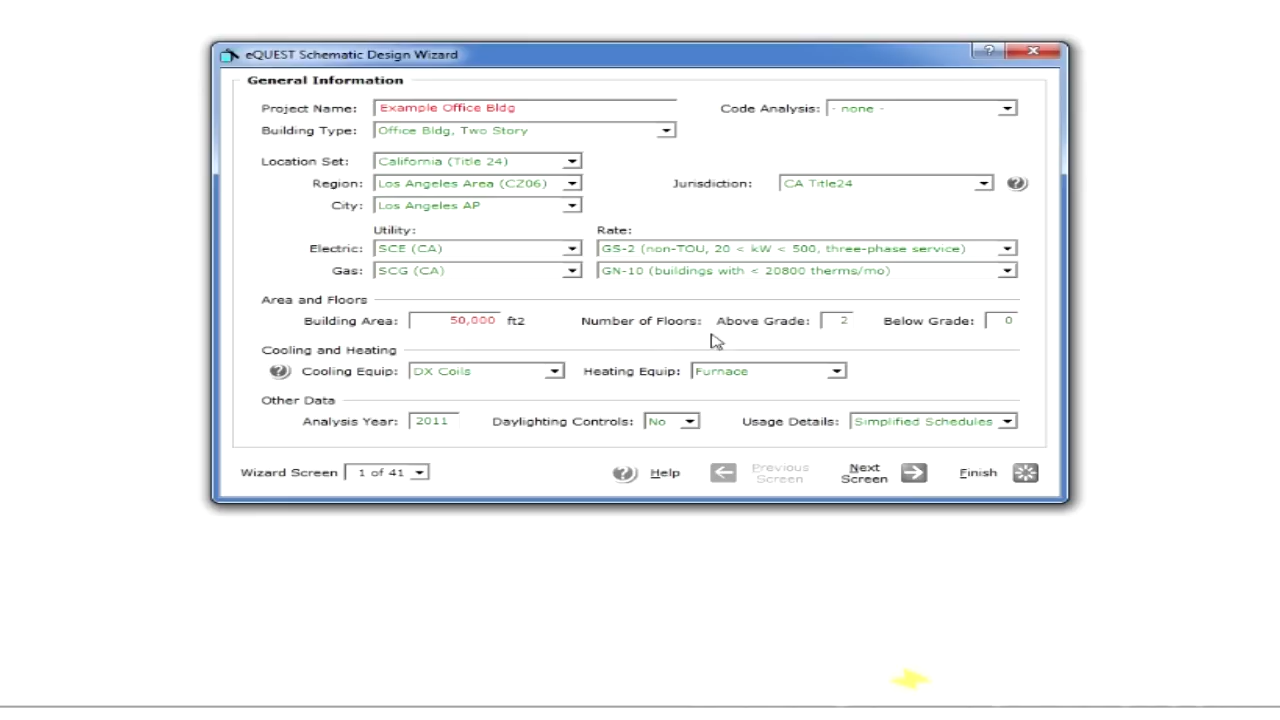 eQUEST Schematic Design Wizard
General Information
Project Name: Example Office Bldg Code Analysis: - none -
Building Type: Office Bldg, Two Story
Location Set: California (Title 24)
Region: Los Angeles Area (CZ06) Jurisdiction: CA Title24
City: Los Angeles AP
Utility: Rate:
Electric: SCE (CA) GS-2 (non-TOU, 20 < kW < 500, three-phase service)
Gas: SCG (CA) GN-10 (buildings with < 20800 therms/mo)
Area and Floors
Building Area: 50,000 ft2 Number of Floors: Above Grade: 2 Below Grade: 0
Cooling and Heating
Cooling Equip: DX Coils Heating Equip: Furnace
Other Data
Analysis Year: 2011 Daylighting Controls: No Usage Details: Simplified Schedules
Wizard Screen 1 of 41 Help Previous Screen Next Screen Finish